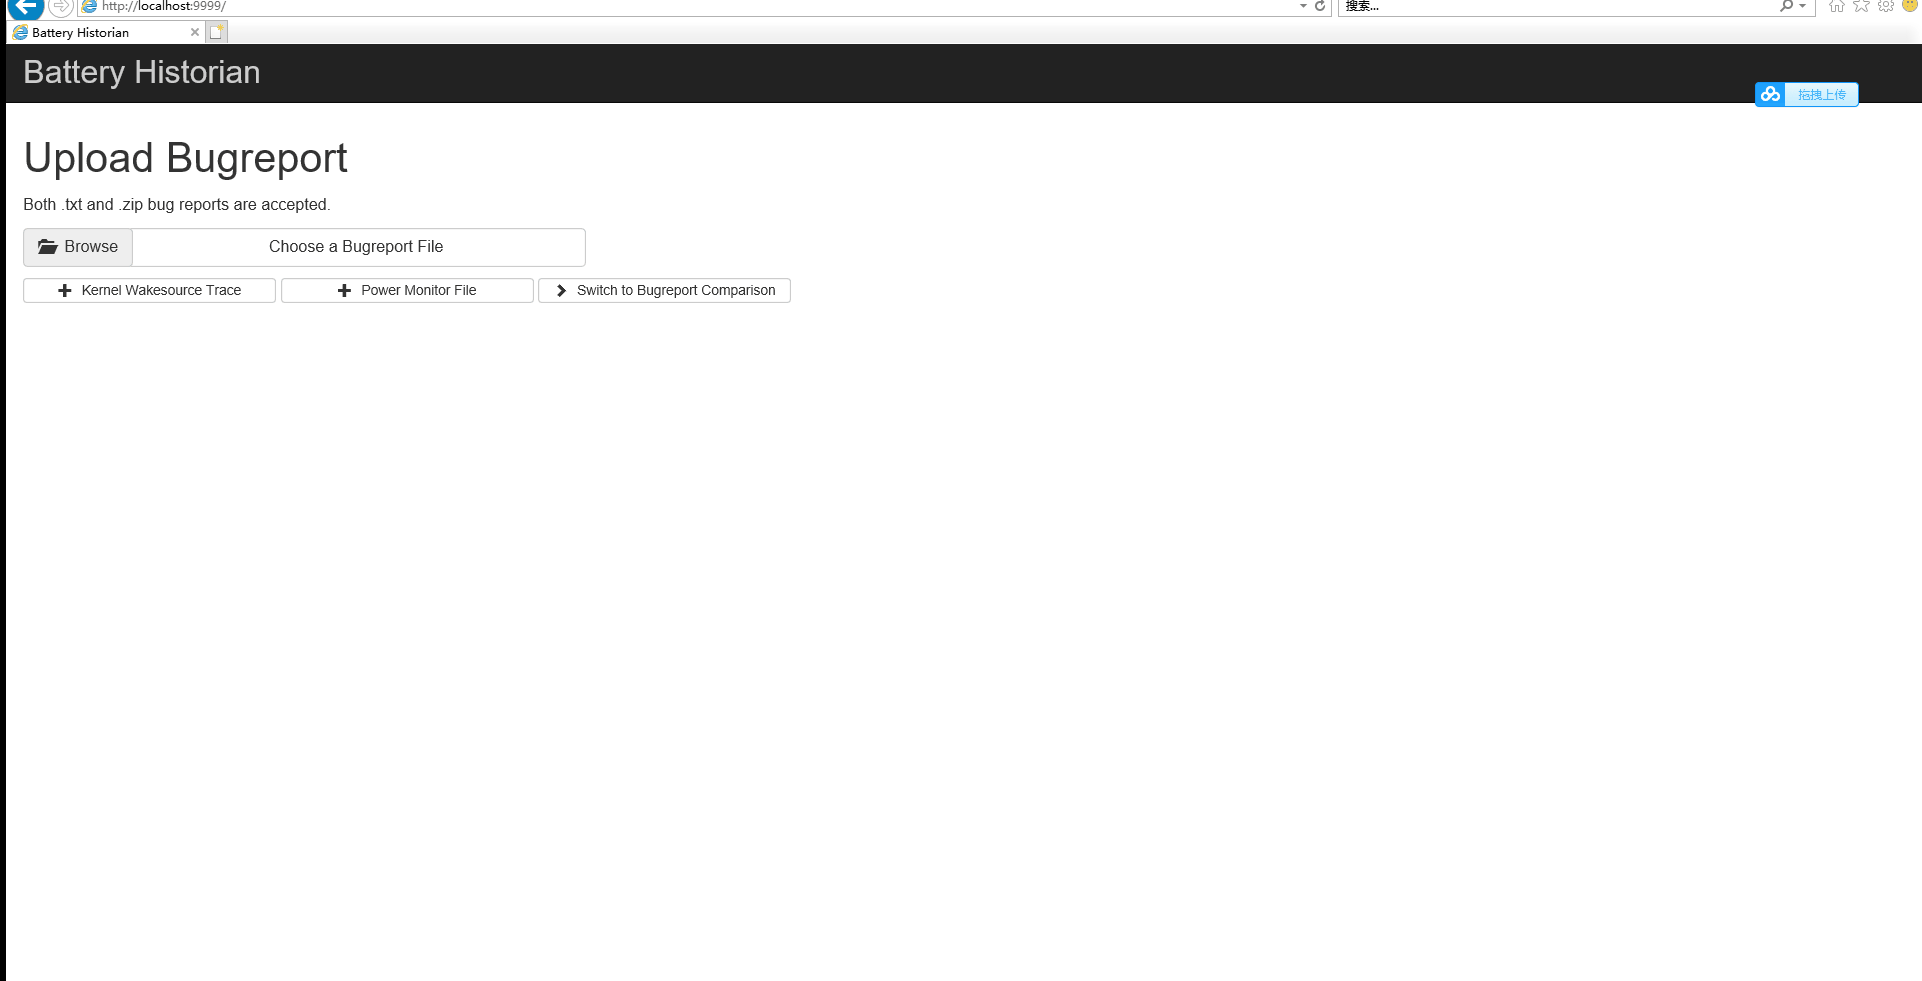 http://localhost:9999/
搜索...
Battery Historian
Battery Historian
拖拽上传
Upload Bugreport
Both .txt and .zip bug reports are accepted.
Browse
Choose a Bugreport File
Kernel Wakesource Trace
Power Monitor File
Switch to Bugreport Comparison